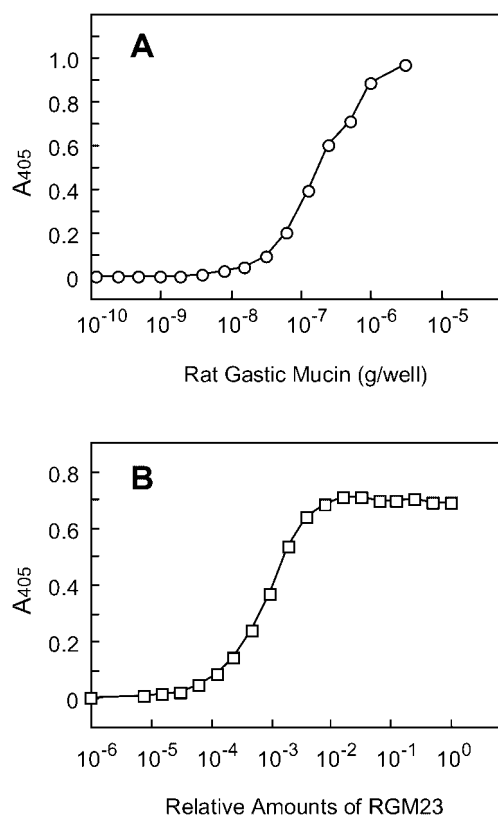 A
1.0
0.8
0.6
0.4
0.2
0
A405
10-10 10-9 10-8 10-7 10-6 10-5
Rat Gastic Mucin (g/well)
B
0.8
0.6
0.4
0.2
0
A405
10-6 10-5 10-4 10-3 10-2 10-1 100
Relative Amounts of RGM23